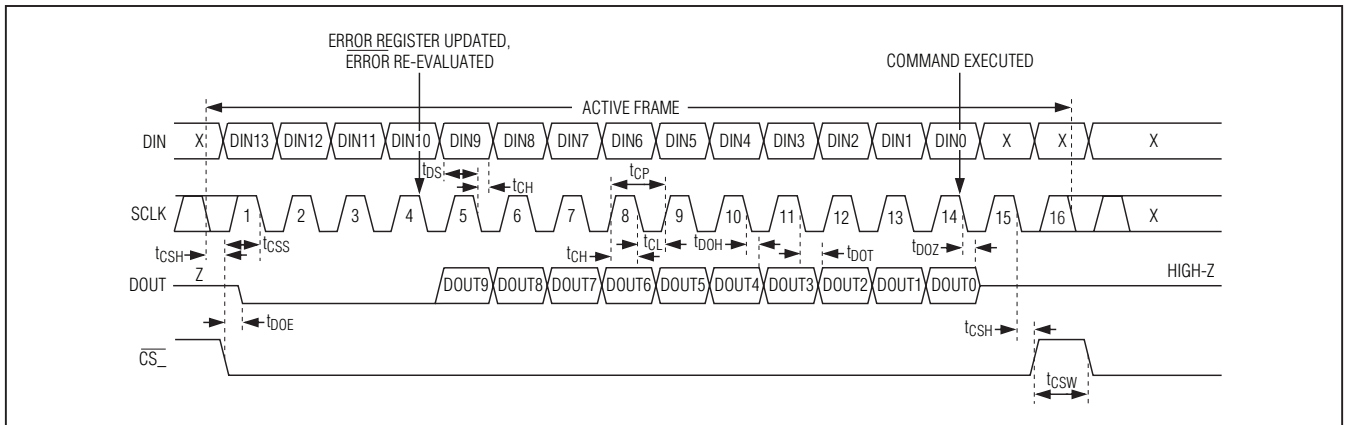 ERROR REGISTER UPDATED,
ERROR RE-EVALUATED
COMMAND EXECUTED
ACTIVE FRAME
DIN X DIN13 DIN12 DIN11 DIN10 DIN9 DIN8 DIN7 DIN6 DIN5 DIN4 DIN3 DIN2 DIN1 DIN0 X X X
tDS tCH tCP
SCLK 1 2 3 4 5 6 7 8 9 10 11 12 13 14 15 16 X
tCSH tCSS tCH tCL tDOH tDOT tDOZ
DOUT Z DOUT9 DOUT8 DOUT7 DOUT6 DOUT5 DOUT4 DOUT3 DOUT2 DOUT1 DOUT0 HIGH-Z
tDOE tCSH
CS_ tCSW